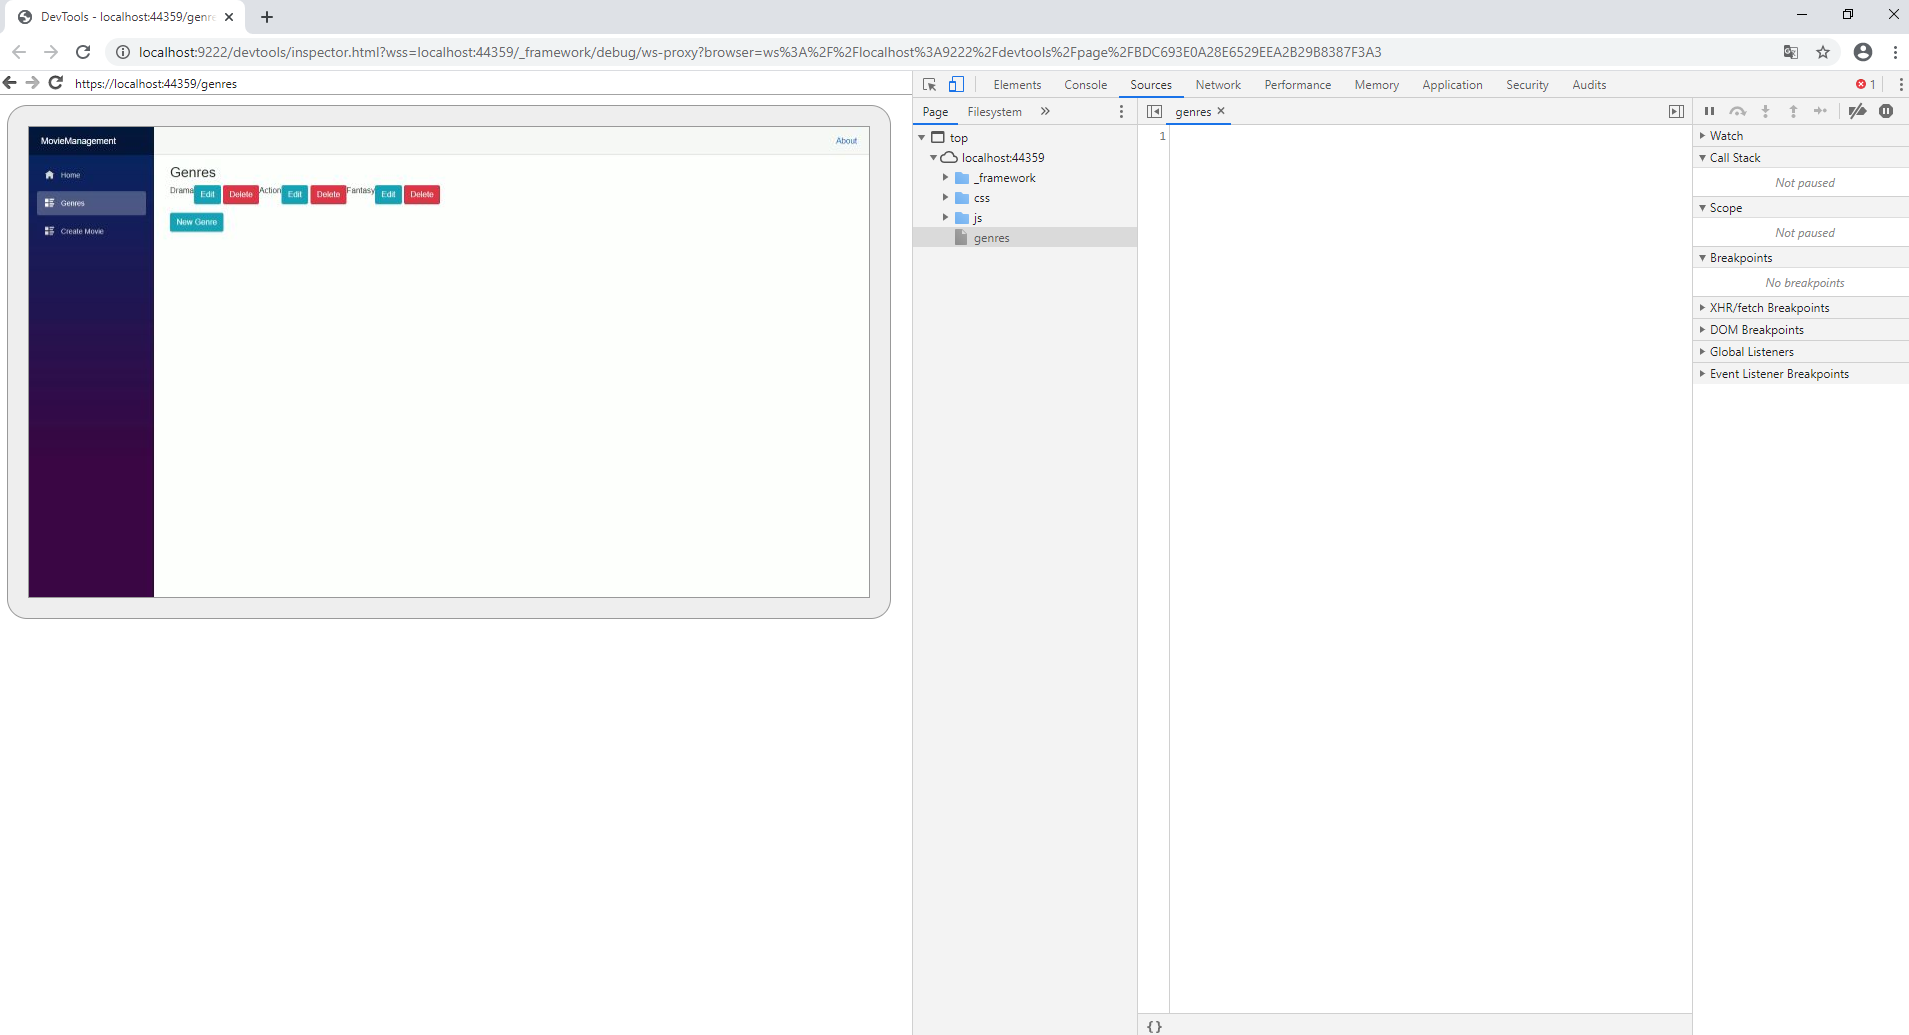 DevTools - localhost:44359/genre
localhost:9222/devtools/inspector.html?wss=localhost:44359/_framework/debug/ws-proxy?browser=ws%3A%2F%2Flocalhost%3A9222%2Fdevtools%2Fpage%2FBDC693E0A28E6529EEA2B29B8387F3A3
https://localhost:44359/genres
MovieManagement
About
Home
Genres
Create Movie
Genres
Drama Edit Delete Action Edit Delete Fantasy Edit Delete
New Genre
Elements Console Sources Network Performance Memory Application Security Audits 1
Page Filesystem »
top
localhost:44359
_framework
css
js
genres
genres
1
{}
Watch
Call Stack
Not paused
Scope
Not paused
Breakpoints
No breakpoints
XHR/fetch Breakpoints
DOM Breakpoints
Global Listeners
Event Listener Breakpoints